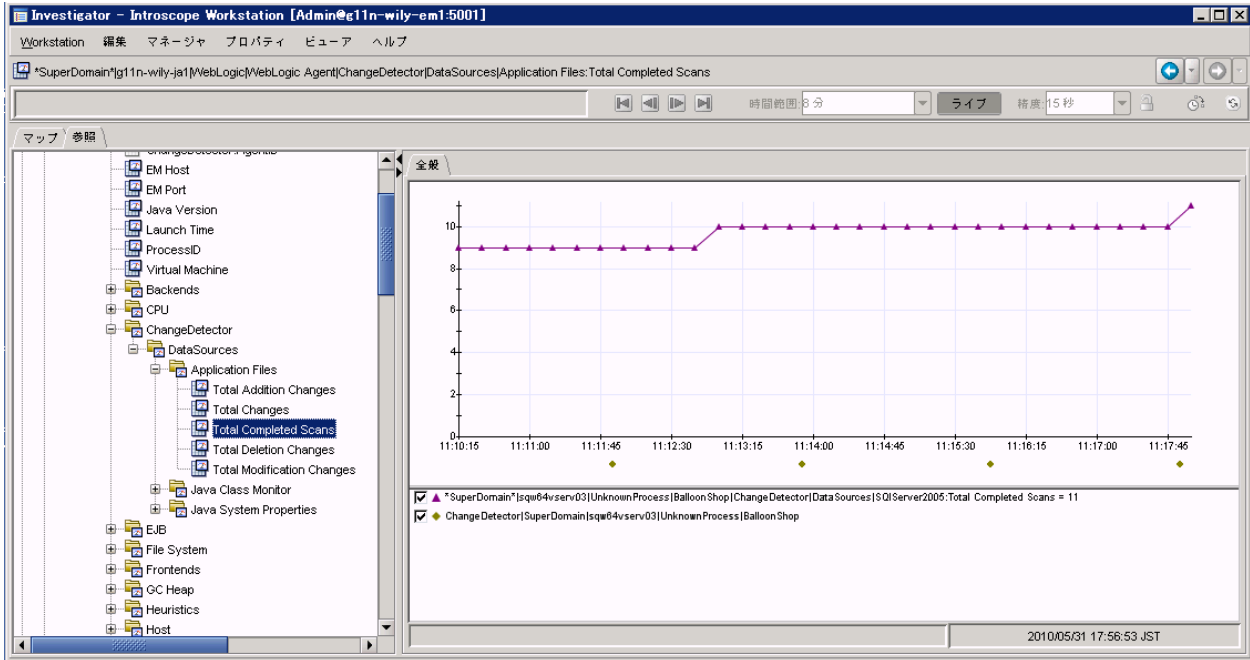 Investigator - Introscope Workstation [Admin@g11n-wily-em1:5001]
Workstation 編集 マネージャ プロパティ ビューア ヘルプ
*SuperDomain*|g11n-wily-ja1|WebLogic|WebLogic Agent|ChangeDetector|DataSources|Application Files:Total Completed Scans
時間範囲:8 分 ライブ 精度:15 秒
マップ 参照
ChangeDetector.AgentID
EM Host
EM Port
Java Version
Launch Time
ProcessID
Virtual Machine
Backends
CPU
ChangeDetector
DataSources
Application Files
Total Addition Changes
Total Changes
Total Completed Scans
Total Deletion Changes
Total Modification Changes
Java Class Monitor
Java System Properties
EJB
File System
Frontends
GC Heap
Heuristics
Host
全般
10
8
6
4
2
0
11:10:15 11:11:00 11:11:45 11:12:30 11:13:15 11:14:00 11:14:45 11:15:30 11:16:15 11:17:00 11:17:45
*SuperDomain*|sqw64vserv03|UnknownProcess|BalloonShop|ChangeDetector|DataSources|SQlServer2005:Total Completed Scans = 11
ChangeDetector|SuperDomain|sqw64vserv03|UnknownProcess|BalloonShop
2010/05/31 17:56:53 JST